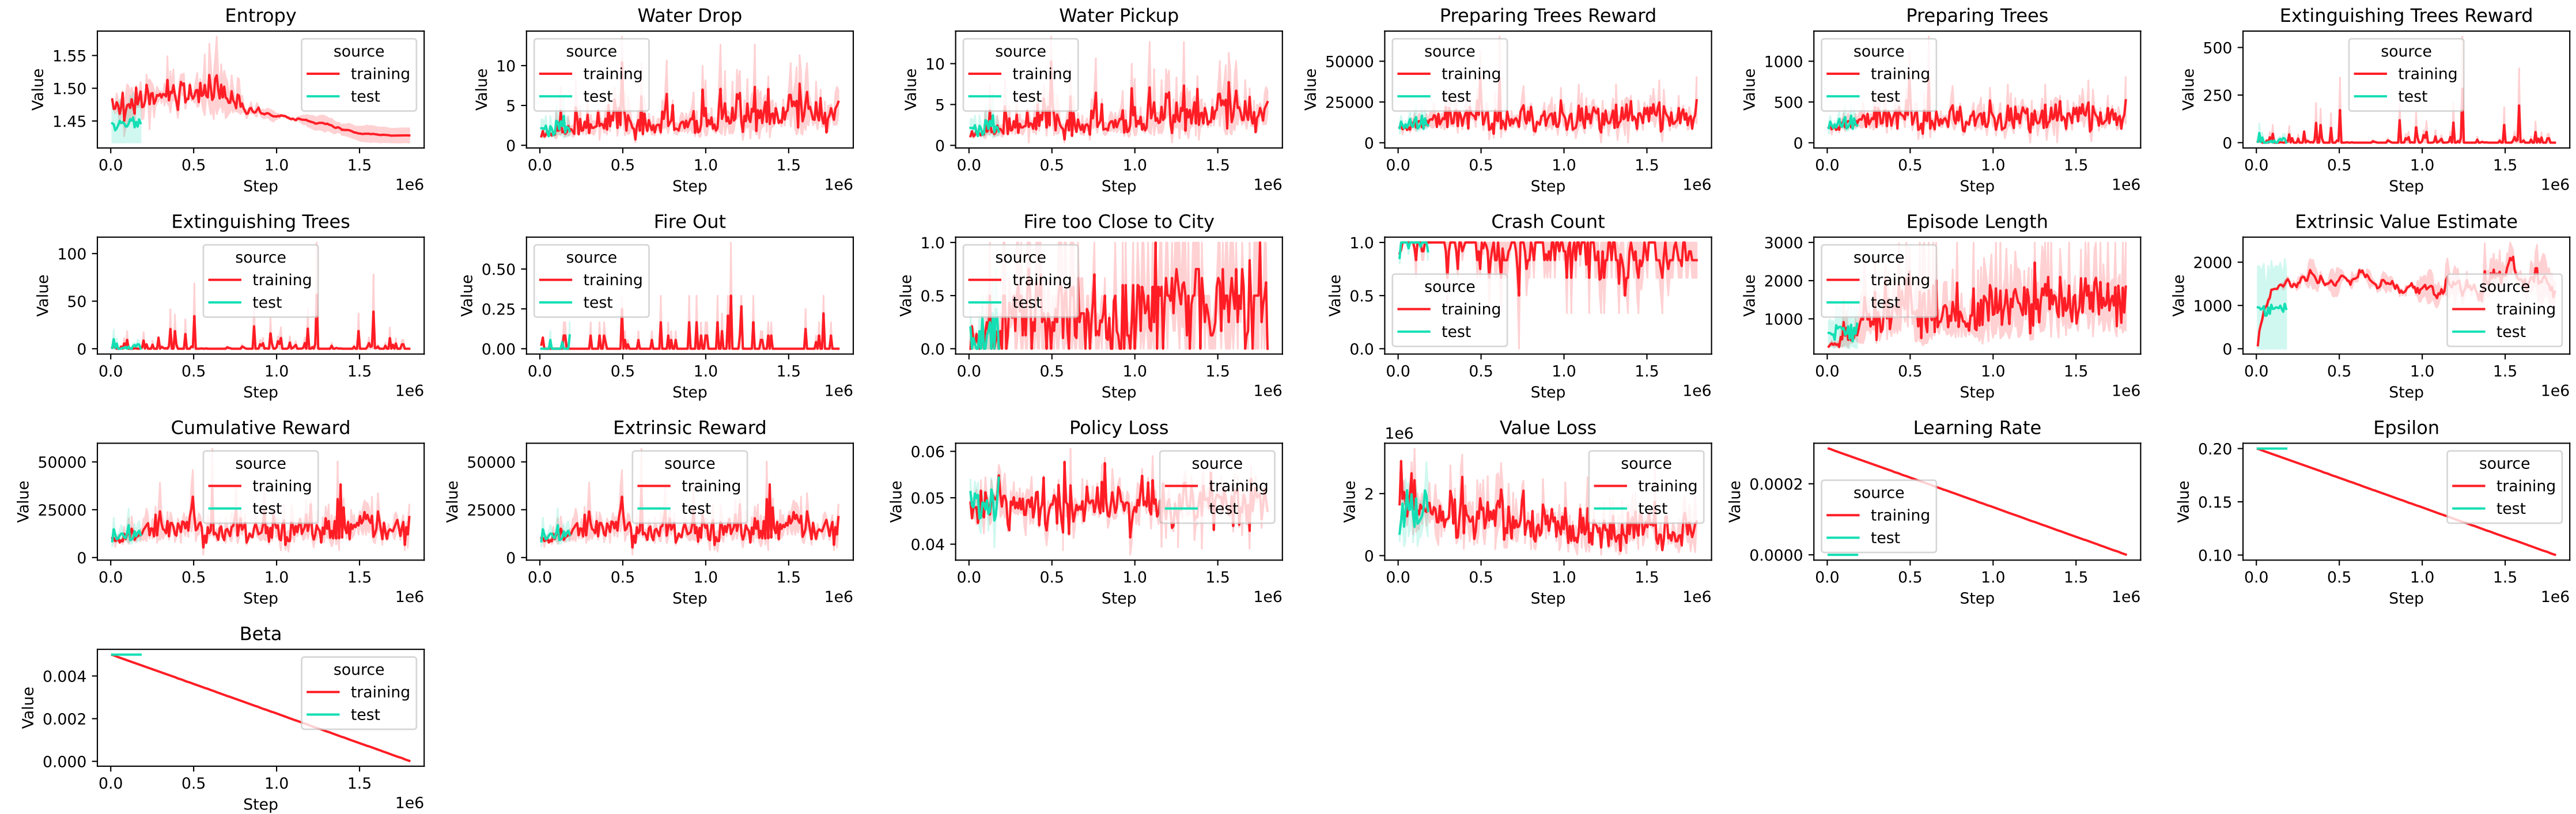 Entropy
Value
1.55
1.50
1.45
source
training
test
0.0 0.5 1.0 1.5
Step
1e6
Water Drop
Value
10
5
0
source
training
test
0.0 0.5 1.0 1.5
Step
1e6
Water Pickup
Value
10
5
0
source
training
test
0.0 0.5 1.0 1.5
Step
1e6
Preparing Trees Reward
Value
50000
25000
0
source
training
test
0.0 0.5 1.0 1.5
Step
1e6
Preparing Trees
Value
1000
500
0
source
training
test
0.0 0.5 1.0 1.5
Step
1e6
Extinguishing Trees Reward
Value
500
250
0
source
training
test
0.0 0.5 1.0 1.5
Step
1e6
Extinguishing Trees
Value
100
50
0
source
training
test
0.0 0.5 1.0 1.5
Step
1e6
Fire Out
Value
0.50
0.25
0.00
source
training
test
0.0 0.5 1.0 1.5
Step
1e6
Fire too Close to City
Value
1.0
0.5
0.0
source
training
test
0.0 0.5 1.0 1.5
Step
1e6
Crash Count
Value
1.0
0.5
0.0
source
training
test
0.0 0.5 1.0 1.5
Step
1e6
Episode Length
Value
3000
2000
1000
source
training
test
0.0 0.5 1.0 1.5
Step
1e6
Extrinsic Value Estimate
Value
2000
1000
0
source
training
test
0.0 0.5 1.0 1.5
Step
1e6
Cumulative Reward
Value
50000
25000
0
source
training
test
0.0 0.5 1.0 1.5
Step
1e6
Extrinsic Reward
Value
50000
25000
0
source
training
test
0.0 0.5 1.0 1.5
Step
1e6
Policy Loss
Value
0.06
0.05
0.04
source
training
test
0.0 0.5 1.0 1.5
Step
1e6
Value Loss
1e6
Value
2
0
source
training
test
0.0 0.5 1.0 1.5
Step
1e6
Learning Rate
Value
0.0002
0.0000
source
training
test
0.0 0.5 1.0 1.5
Step
1e6
Epsilon
Value
0.20
0.15
0.10
source
training
test
0.0 0.5 1.0 1.5
Step
1e6
Beta
Value
0.004
0.002
0.000
source
training
test
0.0 0.5 1.0 1.5
Step
1e6